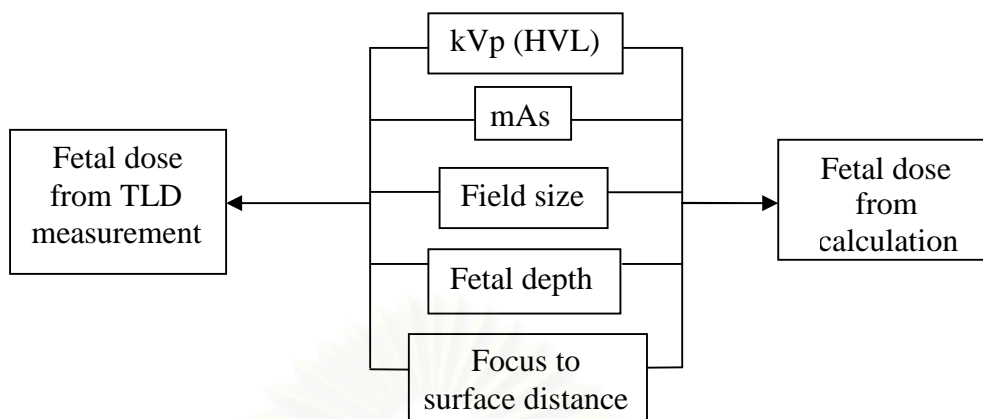 kVp (HVL)
mAs
Fetal dose
from TLD
measurement
Field size
Fetal dose
from
calculation
Fetal depth
Focus to
surface distance